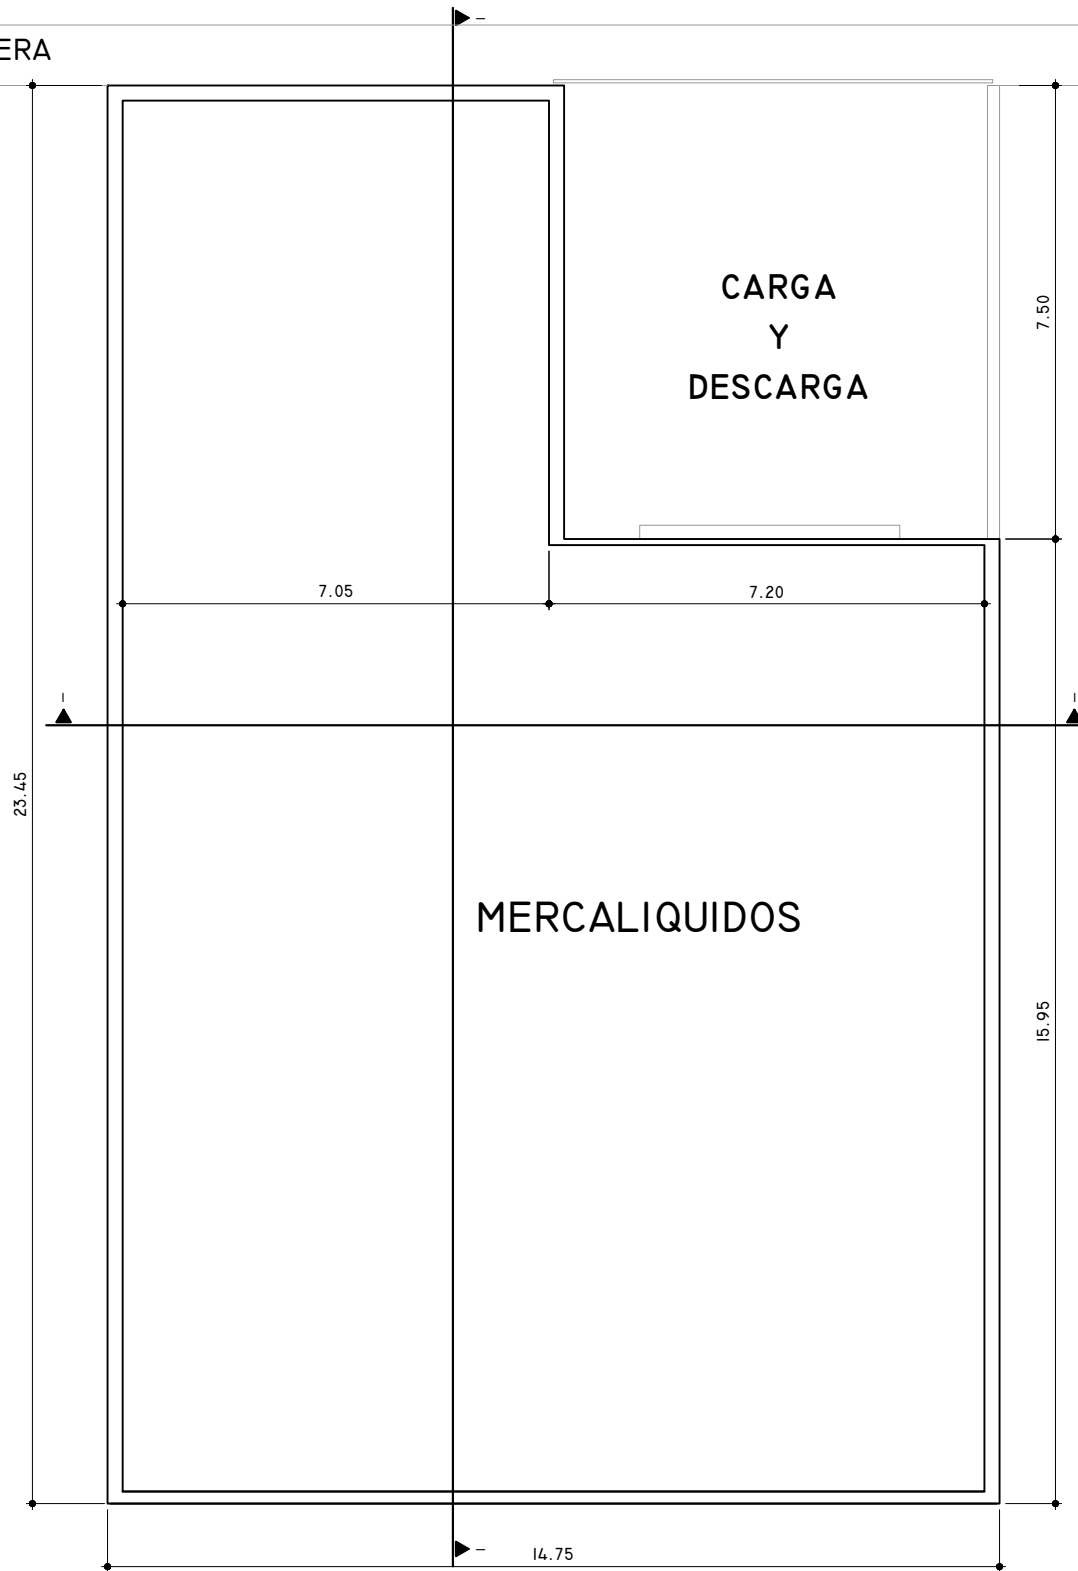 ERA
CARGA
Y
DESCARGA
7.50
7.05
7.20
23.45
MERCALIQUIDOS
15.95
14.75